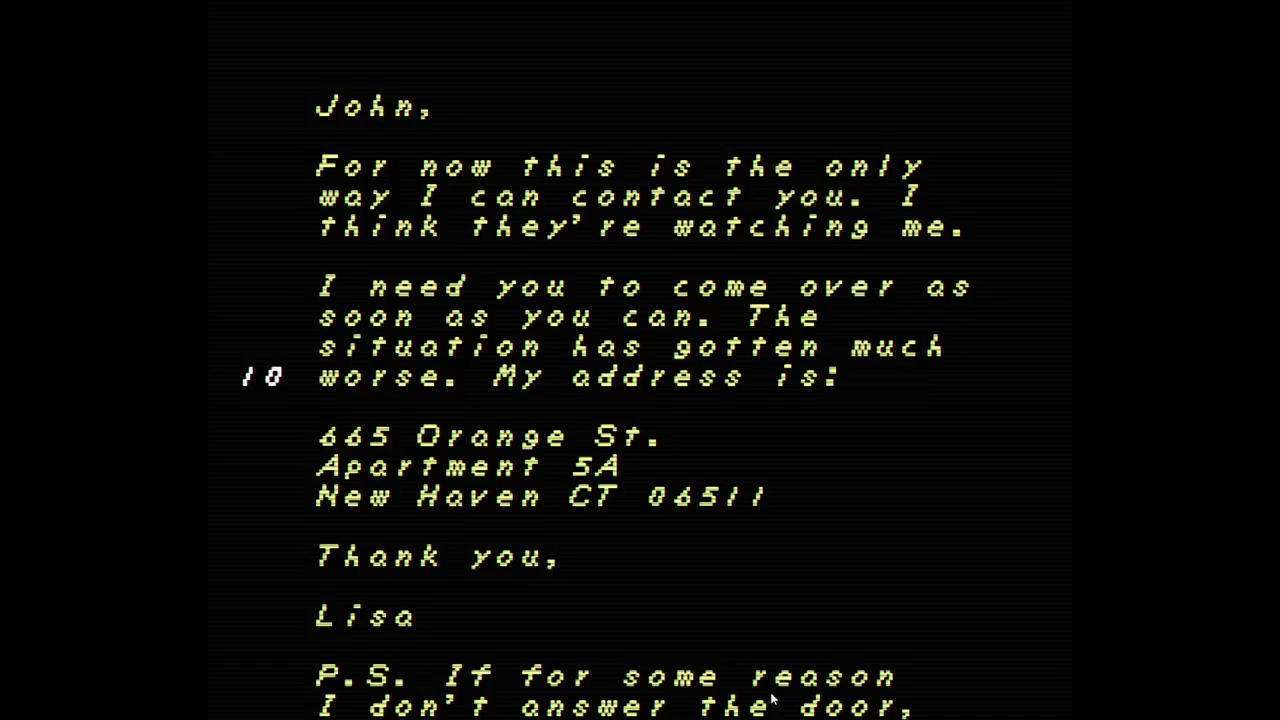 John,
For now this is the only
way I can contact you. I
think they're watching me.
I need you to come over as
soon as you can. The
situation has gotten much
10 worse. My address is:
665 Orange St.
Apartment 5A
New Haven CT 06511
Thank you,
Lisa
P.S. If for some reason
I don't answer the door,